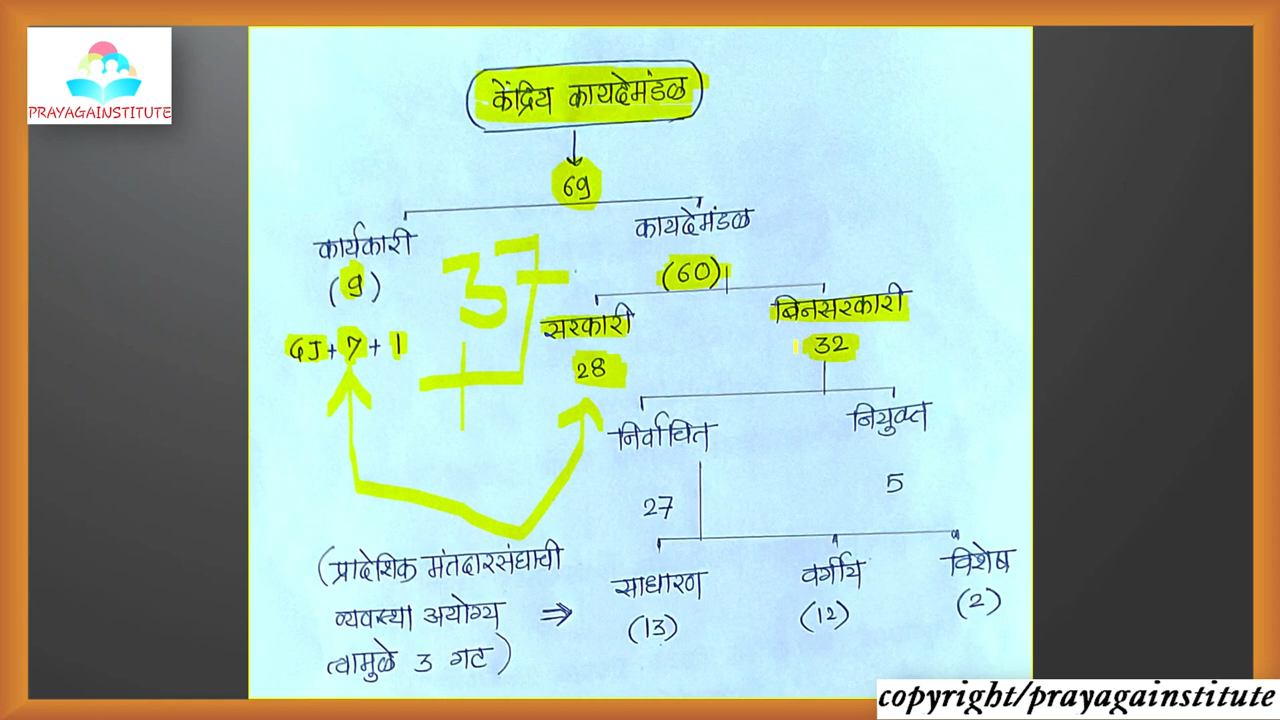 PRAYAGAINSTITUTE
केंद्रिय कायदेमंडळ
69
कार्यकारी
कायदेमंडळ
(9)
(60)
37
सरकारी
बिनसरकारी
GJ + 7 + 1
28
32
निर्वाचित
नियुक्त
27
5
(प्रादेशिक मंतदारसंघाची
व्यवस्था अयोग्य ⇒
त्यामुळे 3 गट)
साधारण
वर्गीय
विशेष
(13)
(12)
(2)
copyright/prayagainstitute